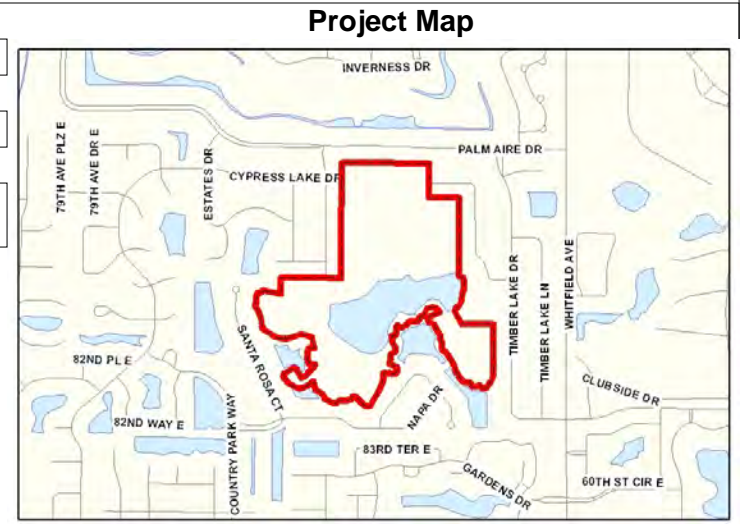 Project Map
INVERNESS DR
PALM AIRE DR
79TH AVE PLZ E
79TH AVE DR E
ESTATES DR
CYPRESS LAKE DR
TIMBER LAKE DR
TIMBER LAKE LN
WHITFIELD AVE
SANTA ROSA CT
82ND PL E
CLUBSIDE DR
NAPA DR
COUNTRY PARK WAY
82ND WAY E
83RD TER E
GARDENS DR
60TH ST CIR E